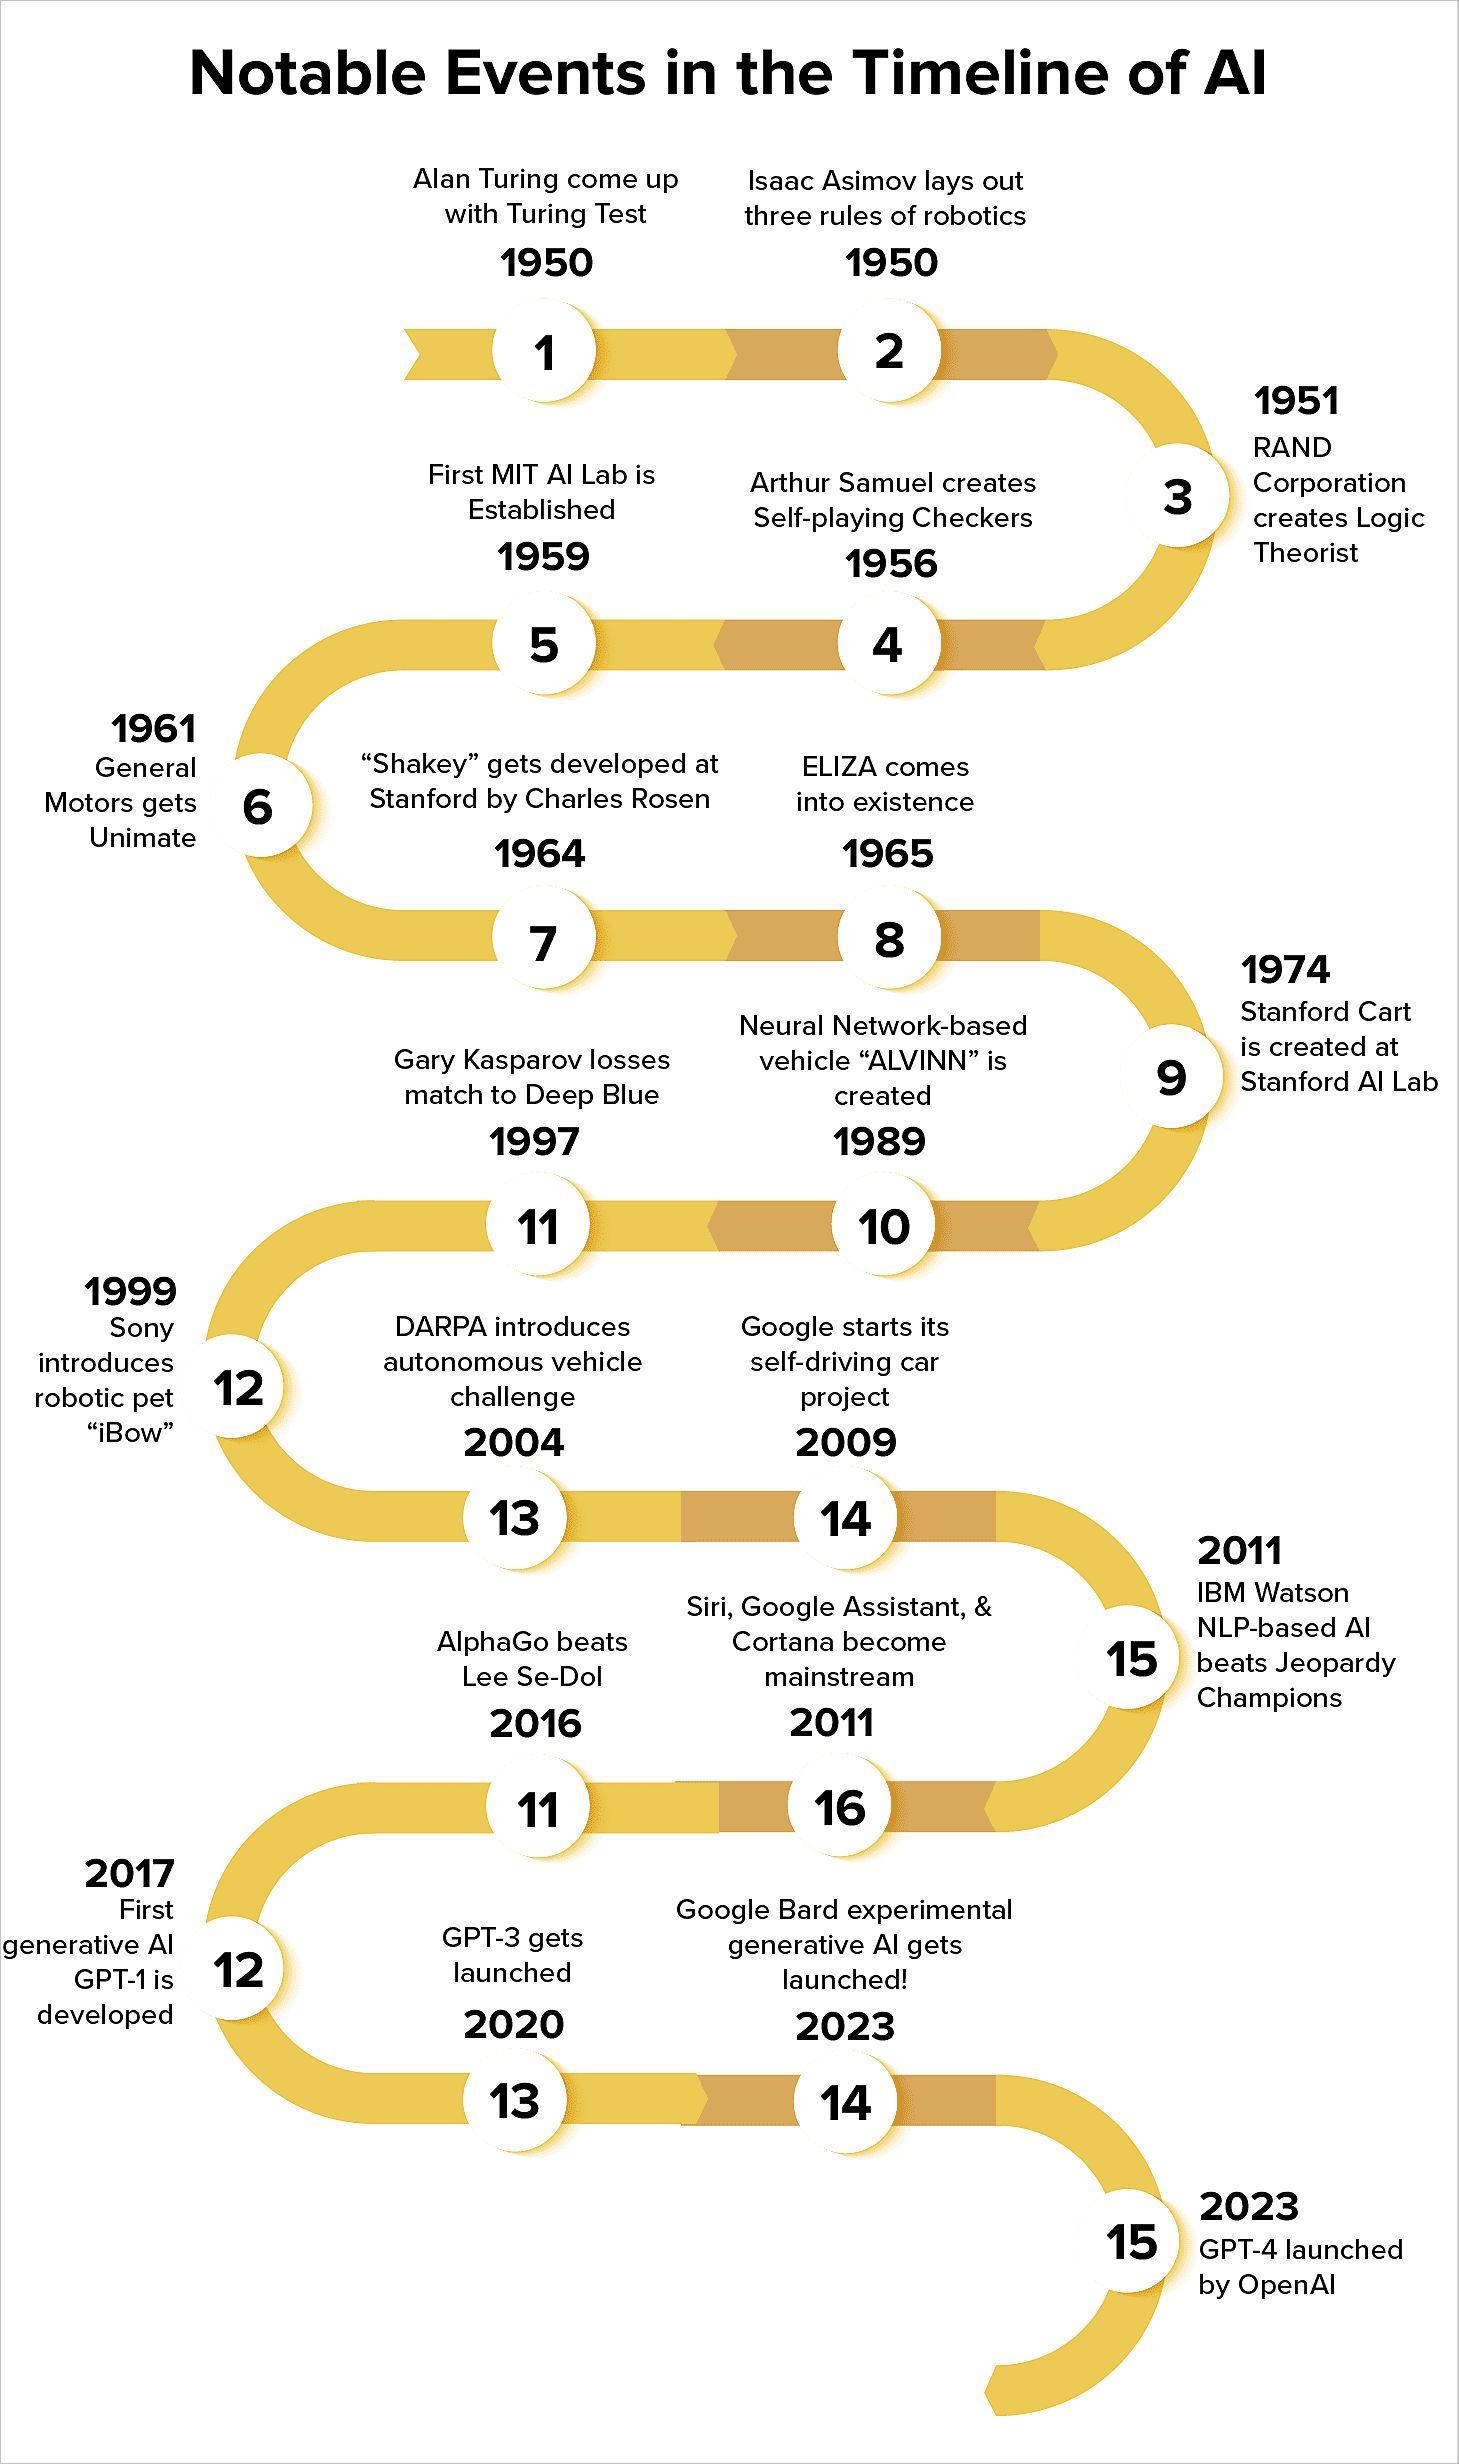 Notable Events in the Timeline of AI
Alan Turing come up
with Turing Test
1950
1
Isaac Asimov lays out
three rules of robotics
1950
2
1951
RAND
Corporation
creates Logic
Theorist
3
Arthur Samuel creates
Self-playing Checkers
1956
4
First MIT AI Lab is
Established
1959
5
1961
General
Motors gets
Unimate
6
“Shakey” gets developed at
Stanford by Charles Rosen
1964
7
ELIZA comes
into existence
1965
8
1974
Stanford Cart
is created at
Stanford AI Lab
9
Neural Network-based
vehicle “ALVINN” is
created
1989
10
Gary Kasparov losses
match to Deep Blue
1997
11
1999
Sony
introduces
robotic pet
“iBow”
12
DARPA introduces
autonomous vehicle
challenge
2004
13
Google starts its
self-driving car
project
2009
14
2011
IBM Watson
NLP-based AI
beats Jeopardy
Champions
15
Siri, Google Assistant, &
Cortana become
mainstream
2011
16
AlphaGo beats
Lee Se-Dol
2016
11
2017
First
generative AI
GPT-1 is
developed
12
GPT-3 gets
launched
2020
13
Google Bard experimental
generative AI gets
launched!
2023
14
2023
GPT-4 launched
by OpenAI
15